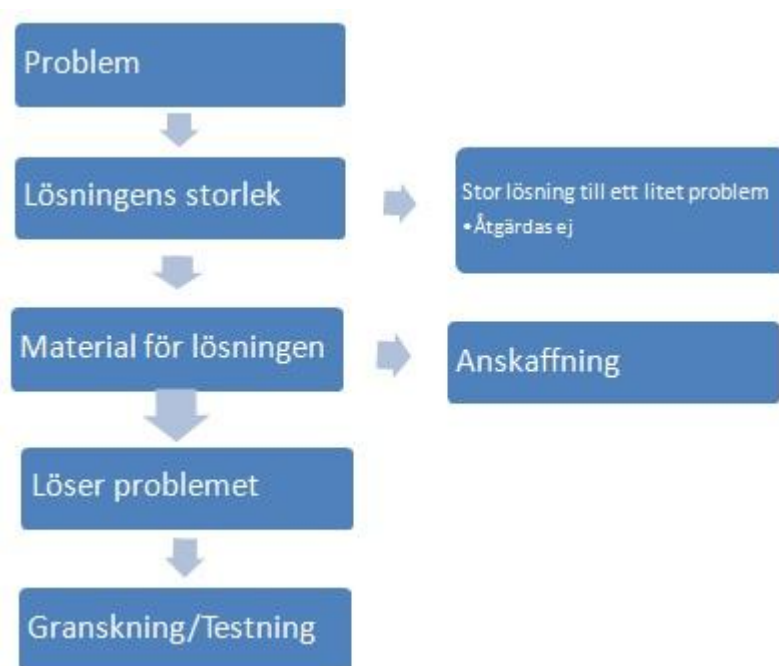 Problem
Lösningens storlek
Stor lösning till ett litet problem
•Åtgärdas ej
Material för lösningen
Anskaffning
Löser problemet
Granskning/Testning